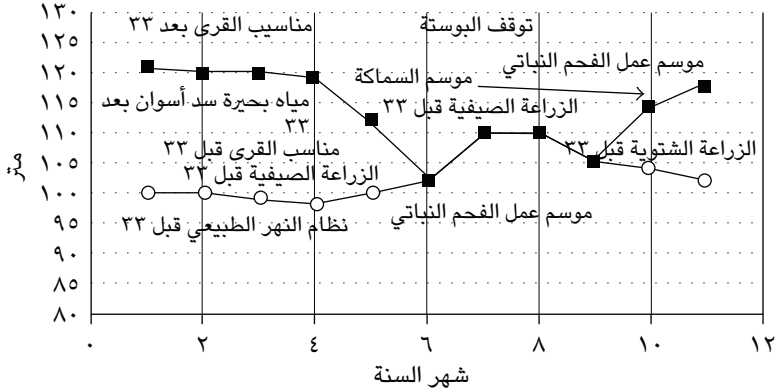 ١٣٠
١٢٥
١٢٠
١١٥
١١٠
١٠٥
١٠٠
٩٥
٩٠
٨٥
٨٠
متر
مناسيب القرى بعد ٣٣
توقف البوستة
موسم عمل الفحم النباتي
موسم السماكة
مياه بحيرة سد أسوان بعد
٣٣
الزراعة الصيفية قبل ٣٣
مناسب القرى قبل ٣٣
الزراعة الشتوية قبل ٣٣
الزراعة الصيفية قبل ٣٣
موسم عمل الفحم النباتي
نظام النهر الطبيعي قبل ٣٣
٠ ٢ ٤ ٦ ٨ ١٠ ١٢
شهر السنة